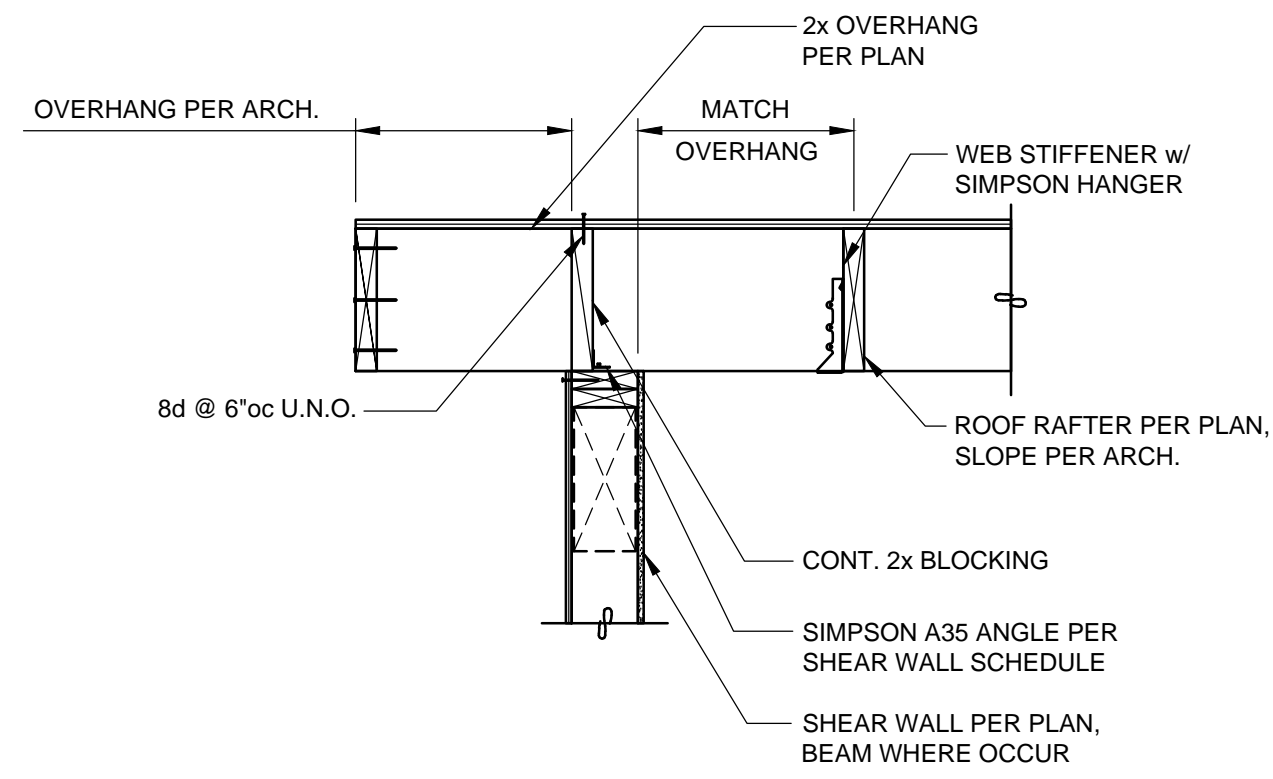 2x OVERHANG
PER PLAN
OVERHANG PER ARCH.
MATCH
OVERHANG
WEB STIFFENER w/
SIMPSON HANGER
8d @ 6"oc U.N.O.
ROOF RAFTER PER PLAN,
SLOPE PER ARCH.
CONT. 2x BLOCKING
SIMPSON A35 ANGLE PER
SHEAR WALL SCHEDULE
SHEAR WALL PER PLAN,
BEAM WHERE OCCUR